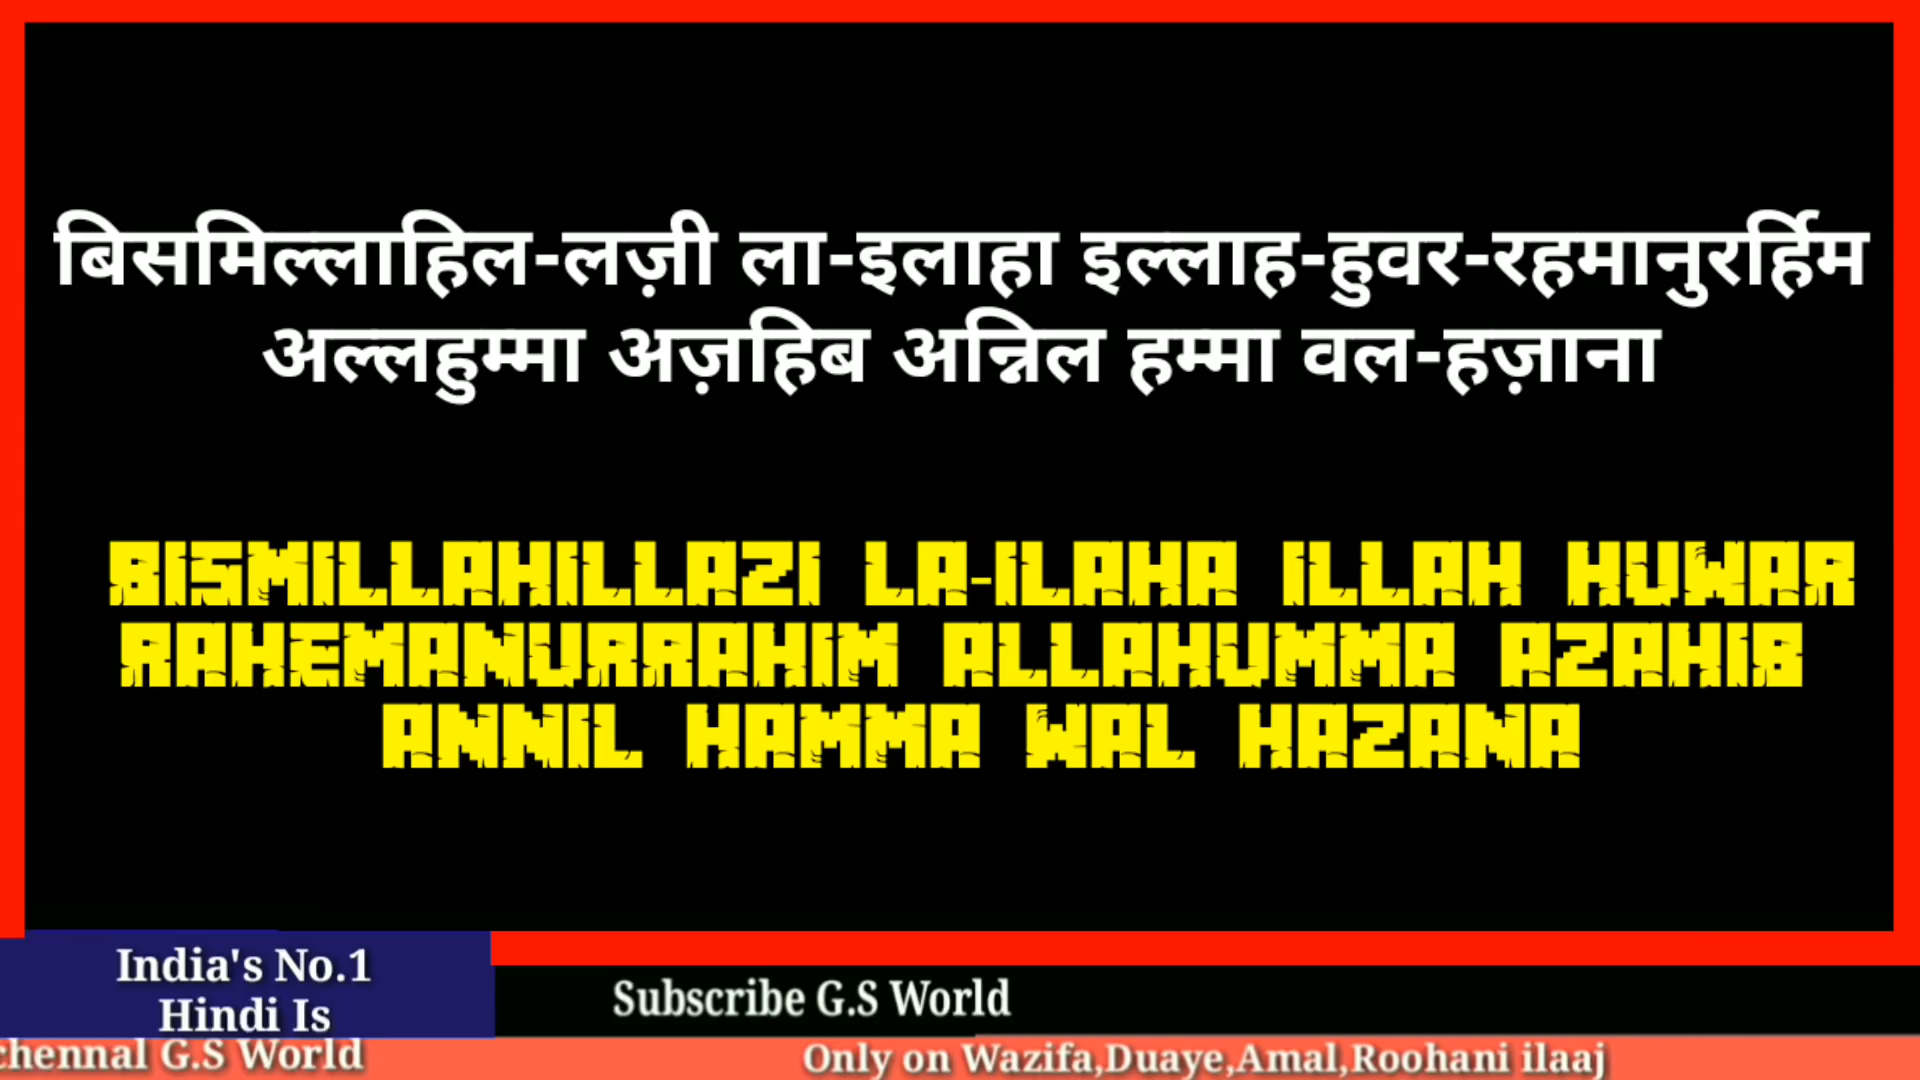 बिसमिल्लाहिल-लज़ी ला-इलाहा इल्लाह-हुवर-रहमानुरर्हिम
अल्लहुम्मा अज़हिब अन्निल हम्मा वल-हज़ाना
BISMILLAHILLAZI LA-ILAHA ILLAH HUWAR
RAHEMANURRAHIM ALLAHUMMA AZAHIB
ANNIL HAMMA WAL HAZANA
India's No.1
Hindi Is
Subscribe G.S World
chennal G.S World
Only on Wazifa,Duaye,Amal,Roohani ilaaj